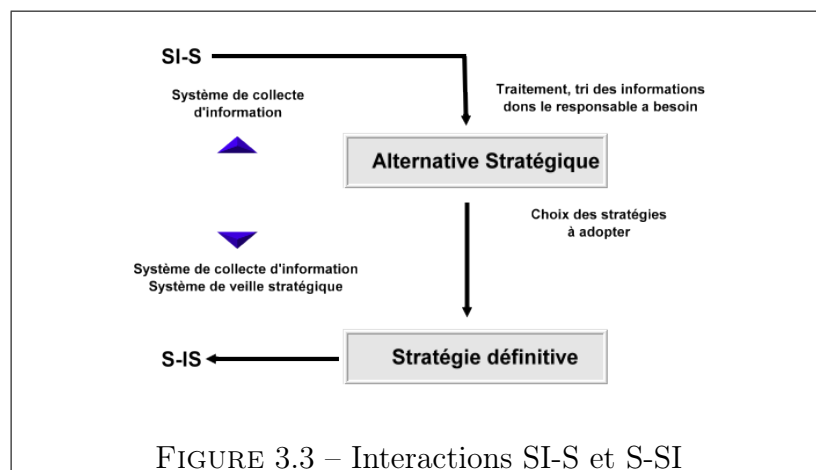 SI-S
Système de collecte
d'information
Traitement, tri des informations
dons le responsable a besoin
Alternative Stratégique
Choix des stratégies
à adopter
Système de collecte d'information
Système de veille stratégique
S-IS
Stratégie définitive
FIGURE 3.3 – Interactions SI-S et S-SI